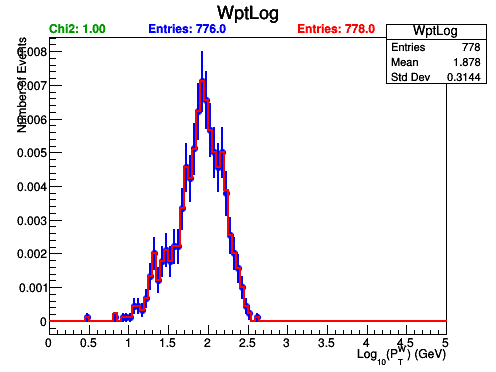 WptLog
Chi2: 1.00 Entries: 776.0 Entries: 778.0
WptLog
Entries 778
Mean 1.878
Std Dev 0.3144
Number of Events
0.008
0.007
0.006
0.005
0.004
0.003
0.002
0.001
0
0 0.5 1 1.5 2 2.5 3 3.5 4 4.5 5
Log10(PTW) (GeV)